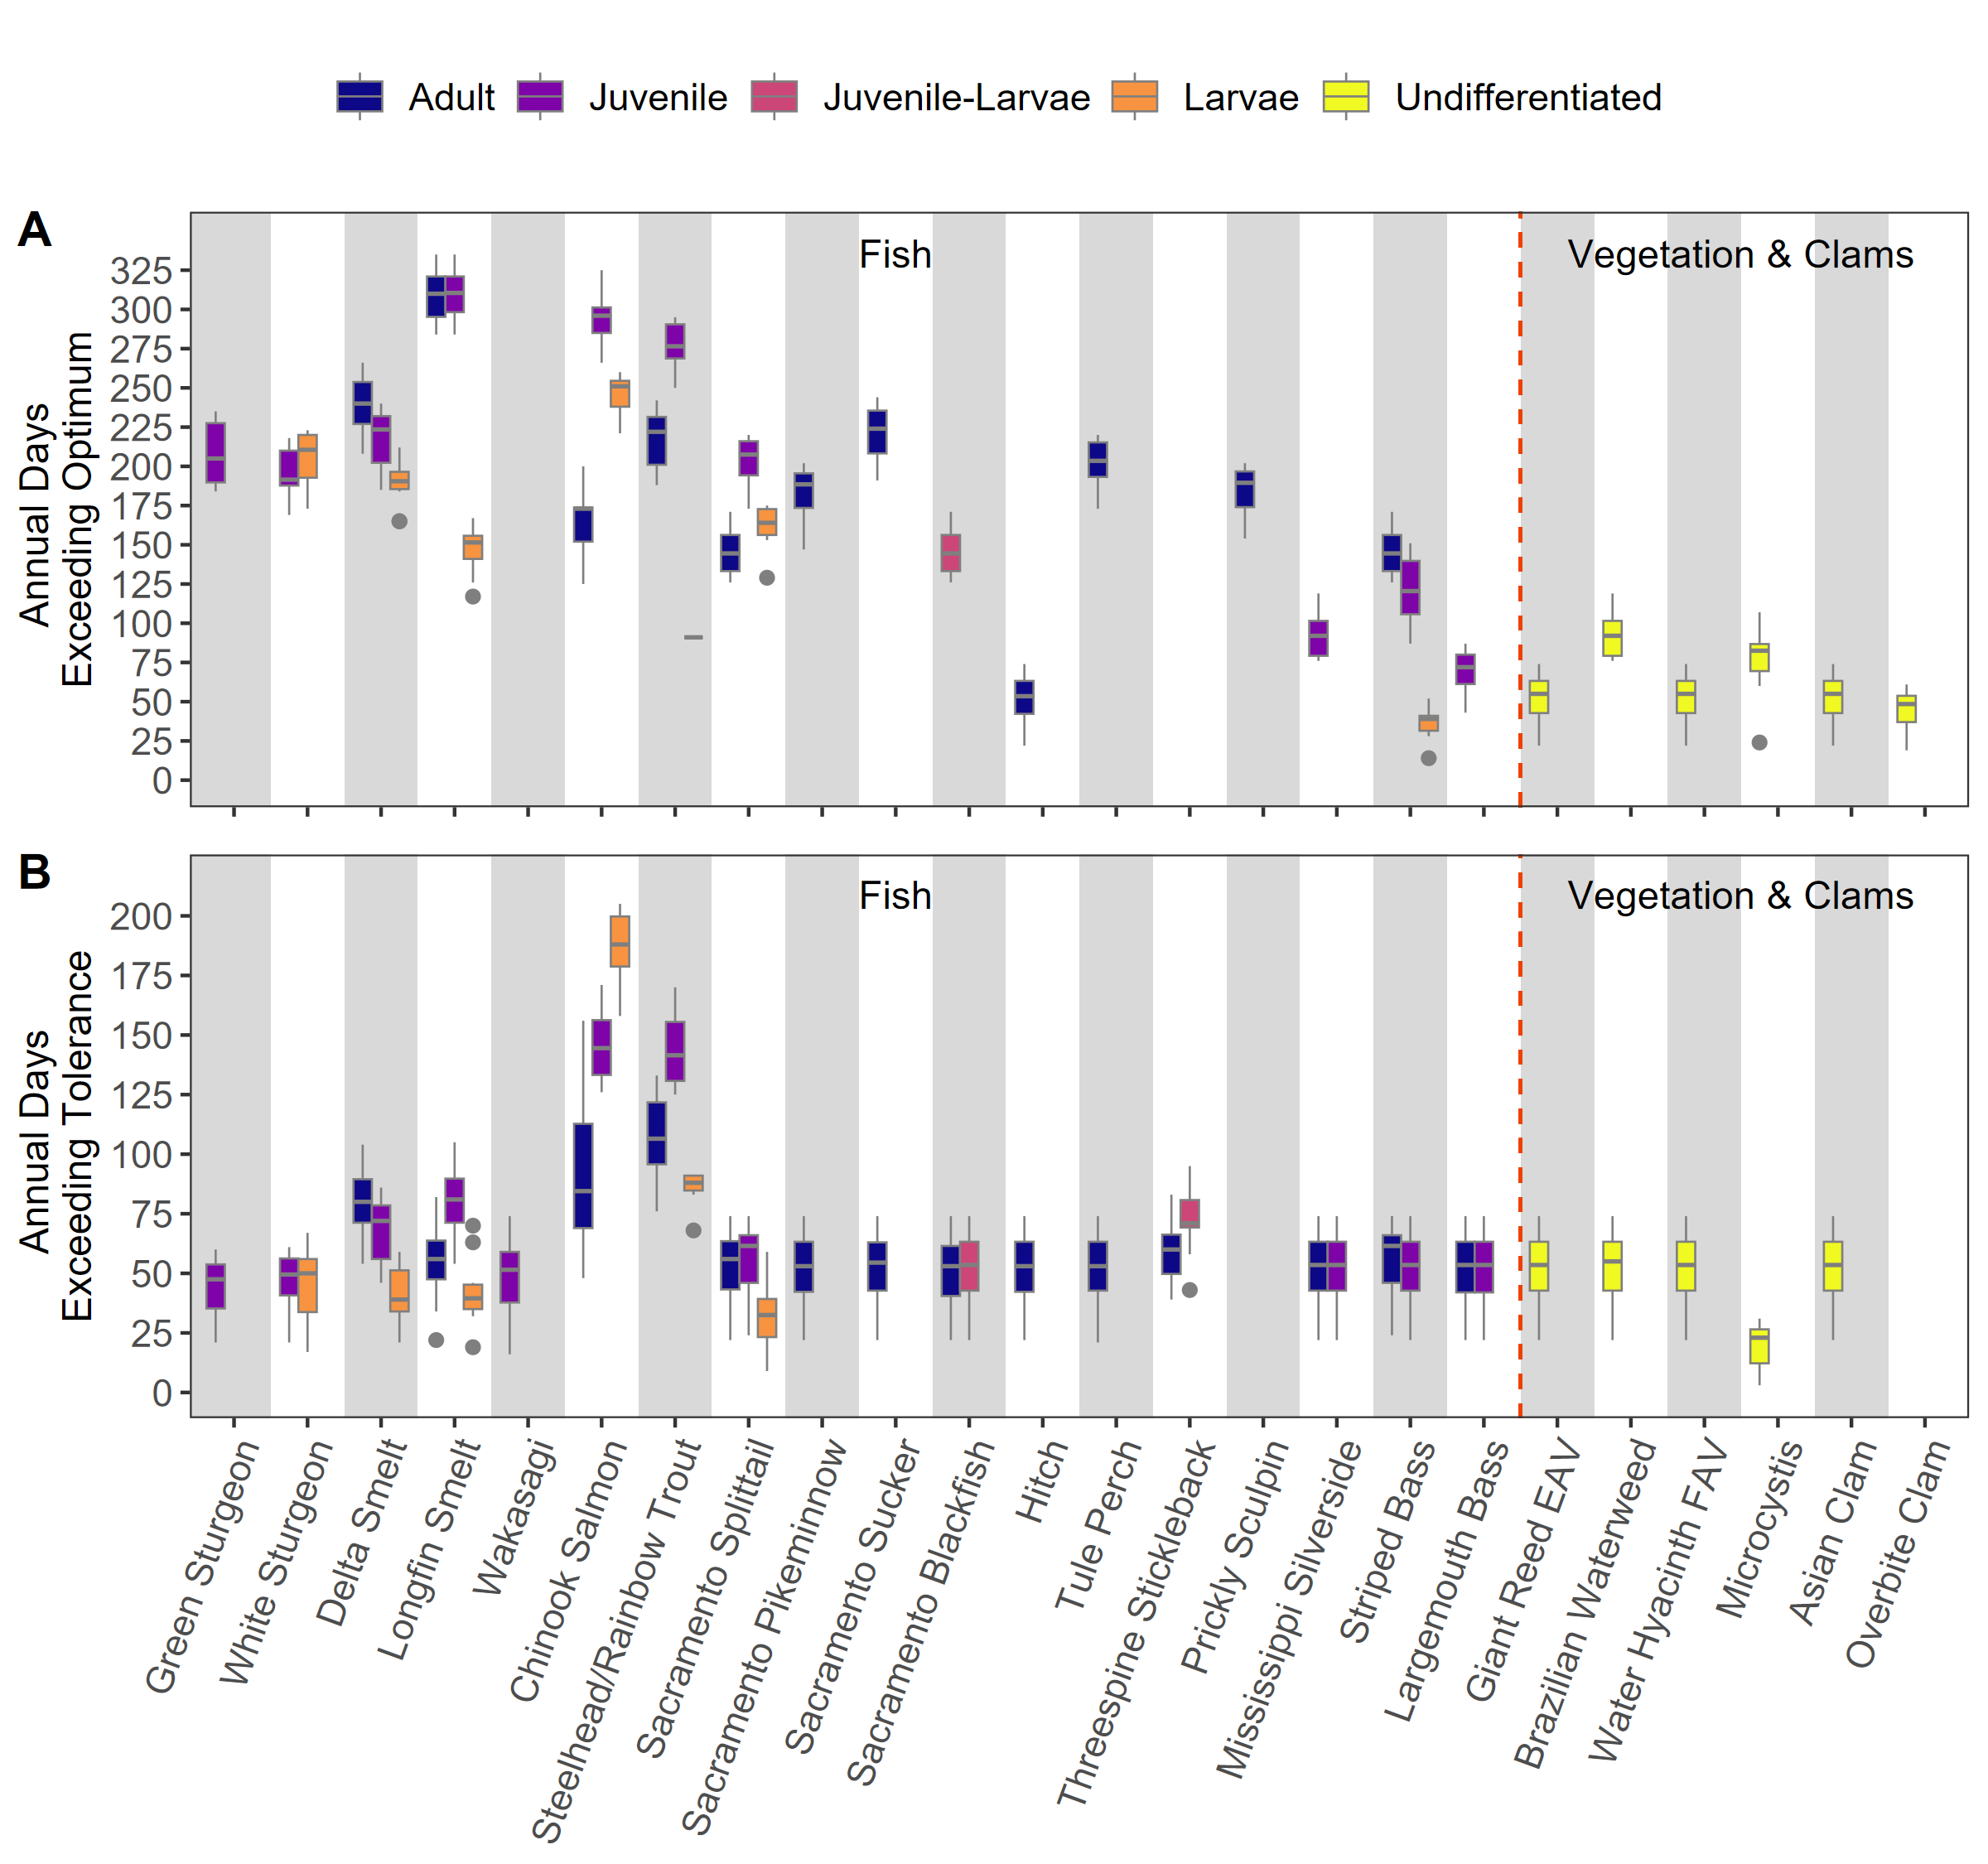 Adult Juvenile Juvenile-Larvae Larvae Undifferentiated
A
Fish
Vegetation & Clams
Annual Days
Exceeding Optimum
325
300
275
250
225
200
175
150
125
100
75
50
25
0
B
Fish
Vegetation & Clams
Annual Days
Exceeding Tolerance
200
175
150
125
100
75
50
25
0
Green Sturgeon
White Sturgeon
Delta Smelt
Longfin Smelt
Wakasagi
Chinook Salmon
Steelhead/Rainbow Trout
Sacramento Splittail
Sacramento Pikeminnow
Sacramento Sucker
Sacramento Blackfish
Hitch
Tule Perch
Threespine Stickleback
Prickly Sculpin
Mississippi Silverside
Striped Bass
Largemouth Bass
Giant Reed EAV
Brazilian Waterweed
Water Hyacinth FAV
Microcystis
Asian Clam
Overbite Clam